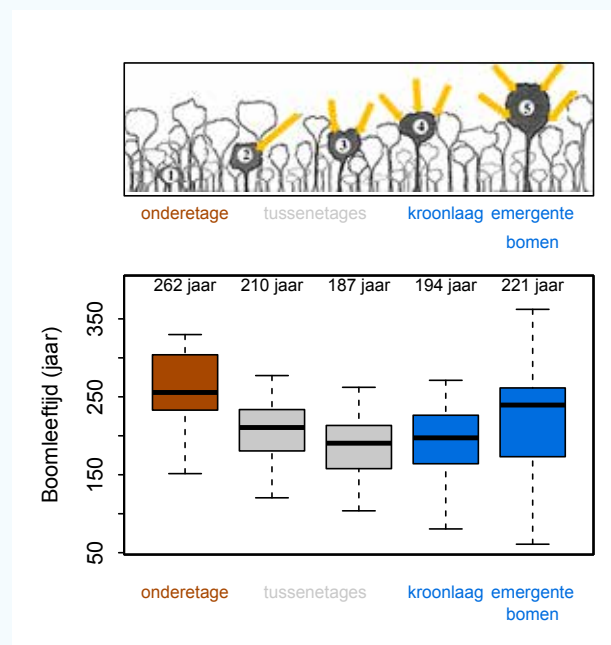 1 2 3 4 5
onderetage tussenetages kroonlaag emergente
bomen
262 jaar 210 jaar 187 jaar 194 jaar 221 jaar
Boomleeftijd (jaar)
350
250
150
50
onderetage tussenetages kroonlaag emergente
bomen